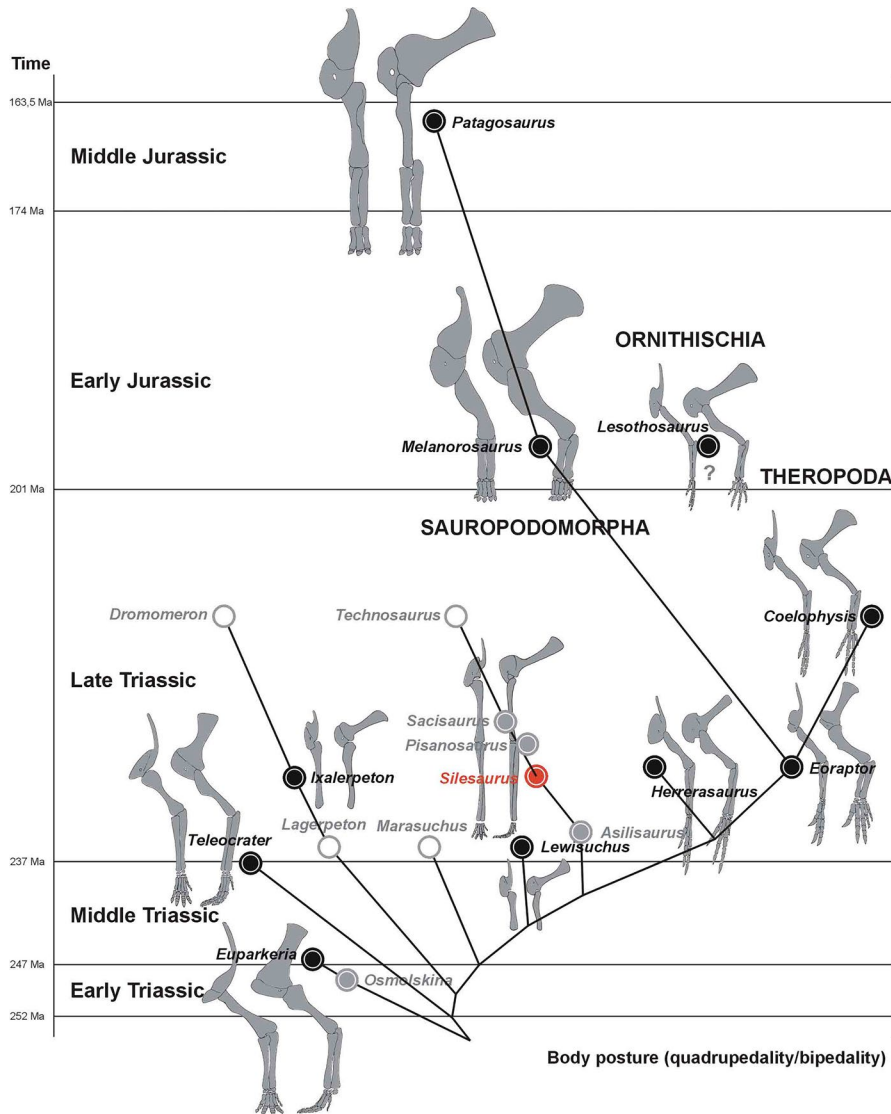 Time
163,5 Ma
Patagosaurus
Middle Jurassic
174 Ma
ORNITHISCHIA
Early Jurassic
Lesothosaurus
Melanorosaurus
?
THEROPODA
201 Ma
SAUROPODOMORPHA
Dromomeron
Technosaurus
Coelophysis
Late Triassic
Sacisaurus
Pisanosaurus
Ixalerpeton
Silesaurus
Eoraptor
Herrerasaurus
Lagerpeton
Marasuchus
Asilisaurus
Teleocrater
Lewisuchus
237 Ma
Middle Triassic
Euparkeria
247 Ma
Osmolskina
Early Triassic
252 Ma
Body posture (quadrupedality/bipedality)